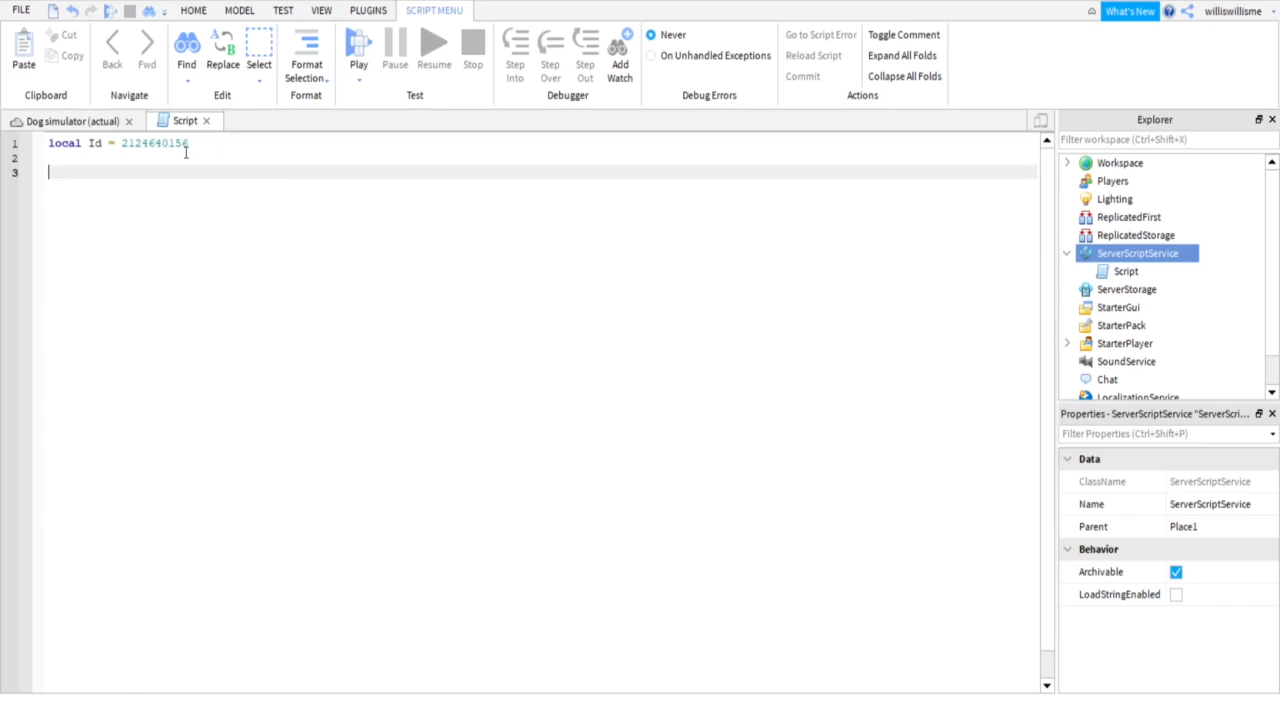 FILE HOME MODEL TEST VIEW PLUGINS SCRIPT MENU What's New williswillisme
Paste Cut Copy Back Fwd Find Replace Select Format Selection Play Pause Resume Stop Step Into Step Over Step Out Add Watch Never On Unhandled Exceptions Go to Script Error Reload Script Commit Toggle Comment Expand All Folds Collapse All Folds
Clipboard Navigate Edit Format Test Debugger Debug Errors Actions
Dog simulator (actual) Script
1 local Id = 2124640156
2
3
Explorer
Filter workspace (Ctrl+Shift+X)
Workspace
Players
Lighting
ReplicatedFirst
ReplicatedStorage
ServerScriptService
Script
ServerStorage
StarterGui
StarterPack
StarterPlayer
SoundService
Chat
LocalizationService
Properties - ServerScriptService "ServerScri...
Filter Properties (Ctrl+Shift+P)
Data
ClassName ServerScriptService
Name ServerScriptService
Parent Place1
Behavior
Archivable
LoadStringEnabled